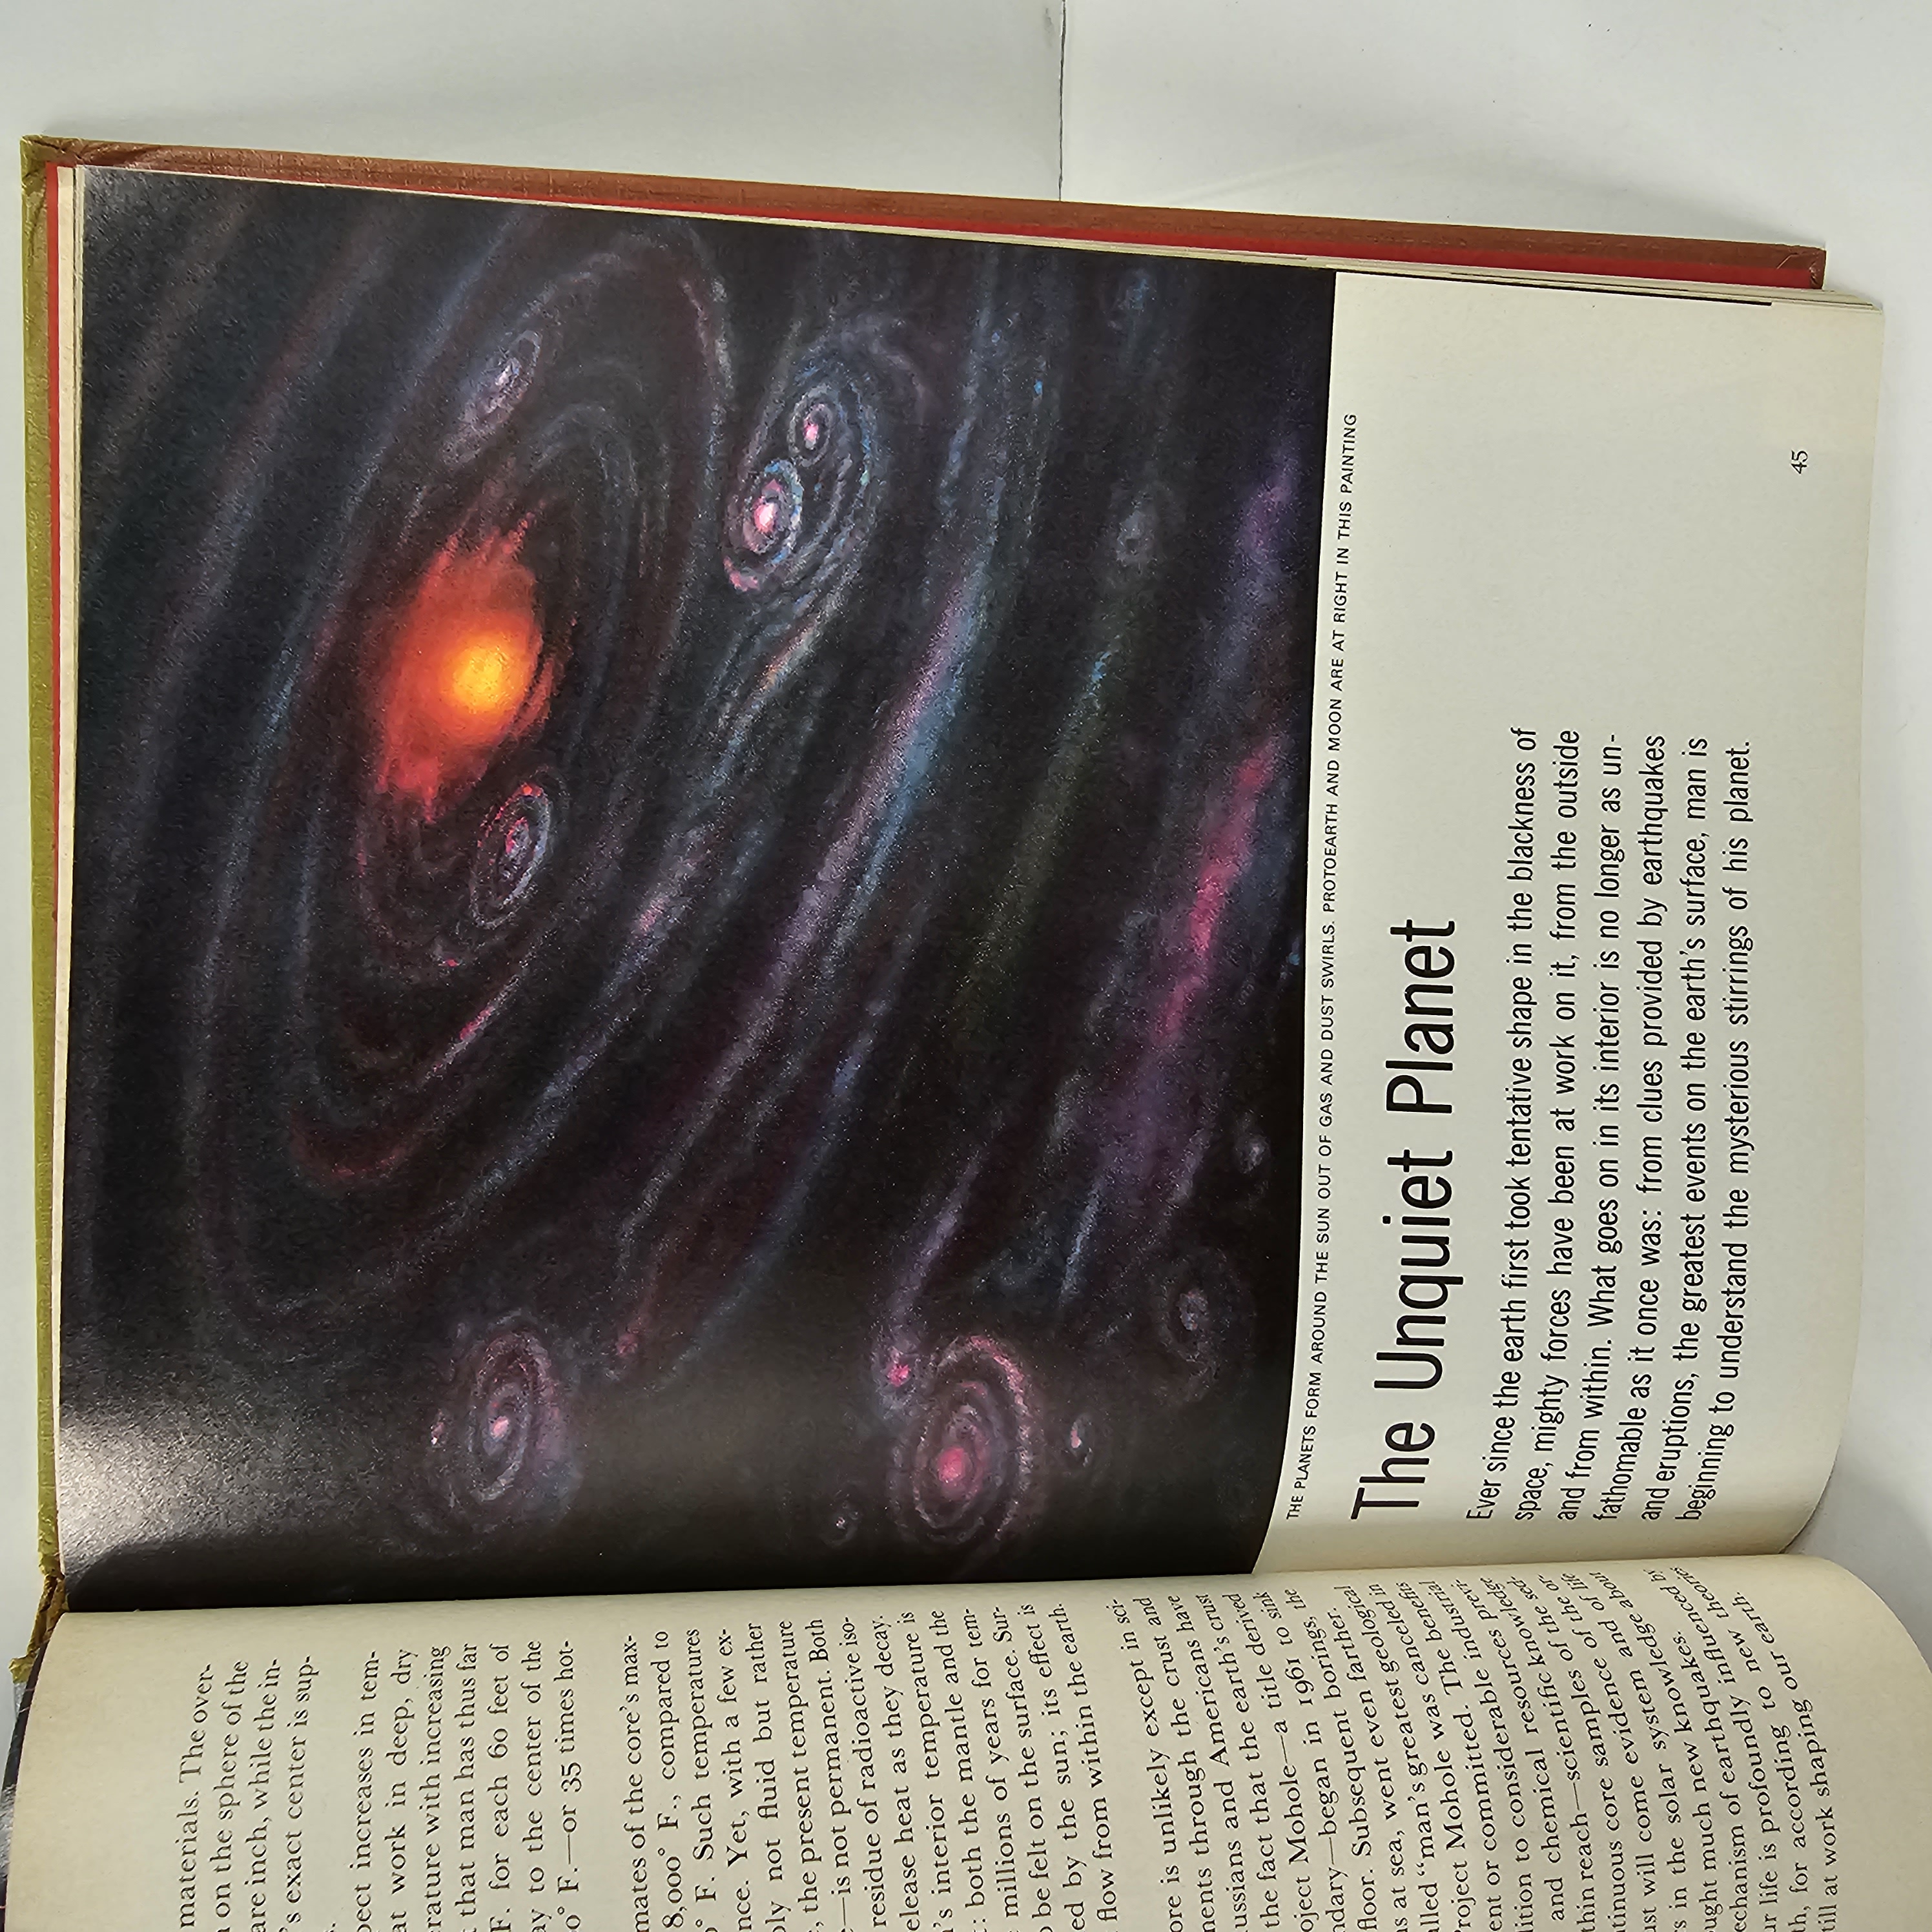 materials. The over-
on the sphere of the
are inch, while the in-
's exact center is sup-
pect increases in tem-
at work in deep, dry
erature with increasing
that man has thus far
F. for each 60 feet of
ay to the center of the
0° F.—or 35 times hot-
mates of the core's max-
8,000° F., compared to
° F. Such temperatures
nce. Yet, with a few ex-
bly not fluid but rather
, the present temperature
—is not permanent. Both
residue of radioactive iso-
elease heat as they decay.
's interior temperature is
: both the mantle and the
millions of years for tem-
o be felt on the surface. Sur-
ed by the sun; its effect is
flow from within the earth.
ore is unlikely except in sci-
ments through the crust and
ussians and Americans have
the fact that the earth's crust
oject Mohole—a title derived
ndary—began in 1961 to sink
floor. Subsequent borings, the
s at sea, went even farther.
alled "man's greatest geological
Project Mohole was canceled in
ent or committed. The benefits
dition to considerable industrial
and chemical resources previ-
thin reach—scientific knowledge
tinuous core samples of the sed-
ust will come evidence of the or-
s in the solar system and of life
ught much new knowledge about
echanism of earthquakes.
ur life is profoundly influenced by
th, for according to new theories
till at work shaping our earth.
THE PLANETS FORM AROUND THE SUN OUT OF GAS AND DUST SWIRLS. PROTOEARTH AND MOON ARE AT RIGHT IN THIS PAINTING
The Unquiet Planet
Ever since the earth first took tentative shape in the blackness of
space, mighty forces have been at work on it, from the outside
and from within. What goes on in its interior is no longer as un-
fathomable as it once was: from clues provided by earthquakes
and eruptions, the greatest events on the earth's surface, man is
beginning to understand the mysterious stirrings of his planet.
45